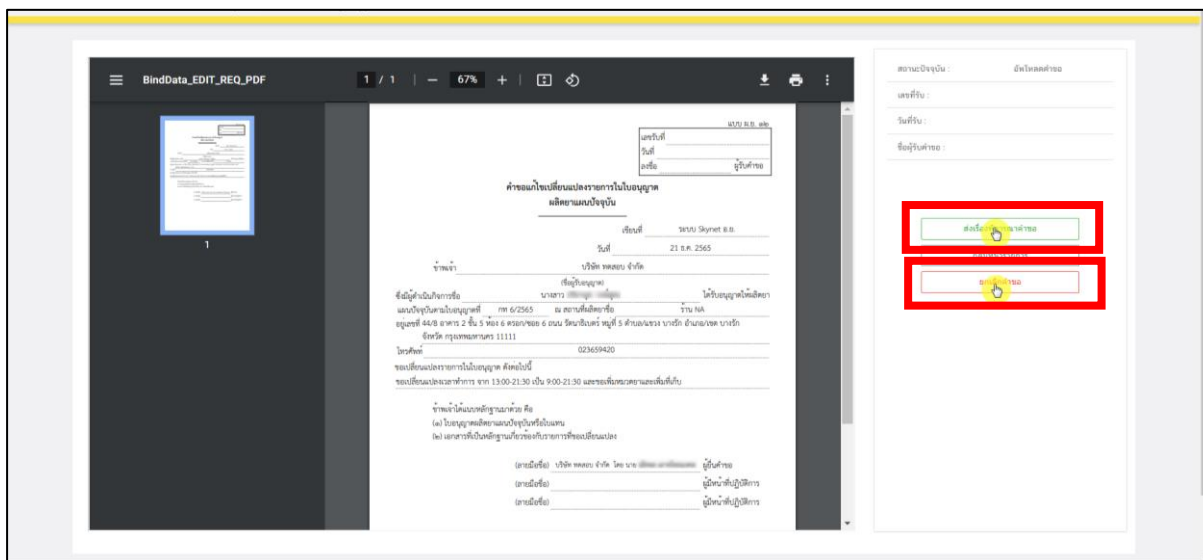 BindData_EDIT_REQ_PDF
1 / 1
67%
1
แบบ ผ.ย. ๑๒
เลขรับที่
วันที่
ลงชื่อ ผู้รับคำขอ
คำขอแก้ไขเปลี่ยนแปลงรายการในใบอนุญาต
ผลิตยาแผนปัจจุบัน
เขียนที่ ระบบ Skynet ย.ย.
วันที่ 21 ธ.ค. 2565
ข้าพเจ้า บริษัท ทดสอบ จำกัด
(ชื่อผู้รับอนุญาต)
ซึ่งมีผู้ดำเนินกิจการชื่อ นางสาว ได้รับอนุญาตให้ผลิตยา
แผนปัจจุบันตามใบอนุญาตที่ กท 6/2565 ณ สถานที่ผลิตยาชื่อ ร้าน NA
อยู่เลขที่ 44/8 อาคาร 2 ชั้น 5 ห้อง 6 ตรอก/ซอย 6 ถนน รัตนาธิเบศร์ หมู่ที่ 5 ตำบล/แขวง บางรัก อำเภอ/เขต บางรัก
จังหวัด กรุงเทพมหานคร 11111
โทรศัพท์ 023659420
ขอเปลี่ยนแปลงรายการในใบอนุญาต ดังต่อไปนี้
ขอเปลี่ยนแปลงเวลาทำการ จาก 13:00-21:30 เป็น 9:00-21:30 และขอเพิ่มหมวดยาและเพิ่มที่เก็บ
ข้าพเจ้าได้แนบหลักฐานมาด้วย คือ
(๑) ใบอนุญาตผลิตยาแผนปัจจุบันหรือใบแทน
(๒) เอกสารที่เป็นหลักฐานเกี่ยวข้องกับรายการที่ขอเปลี่ยนแปลง
(ลายมือชื่อ) บริษัท ทดสอบ จำกัด โดย นาย ผู้ยื่นคำขอ
(ลายมือชื่อ) ผู้มีหน้าที่ปฏิบัติการ
(ลายมือชื่อ) ผู้มีหน้าที่ปฏิบัติการ
สถานะปัจจุบัน : อัพโหลดคำขอ
เลขที่รับ :
วันที่รับ :
ชื่อผู้รับคำขอ :